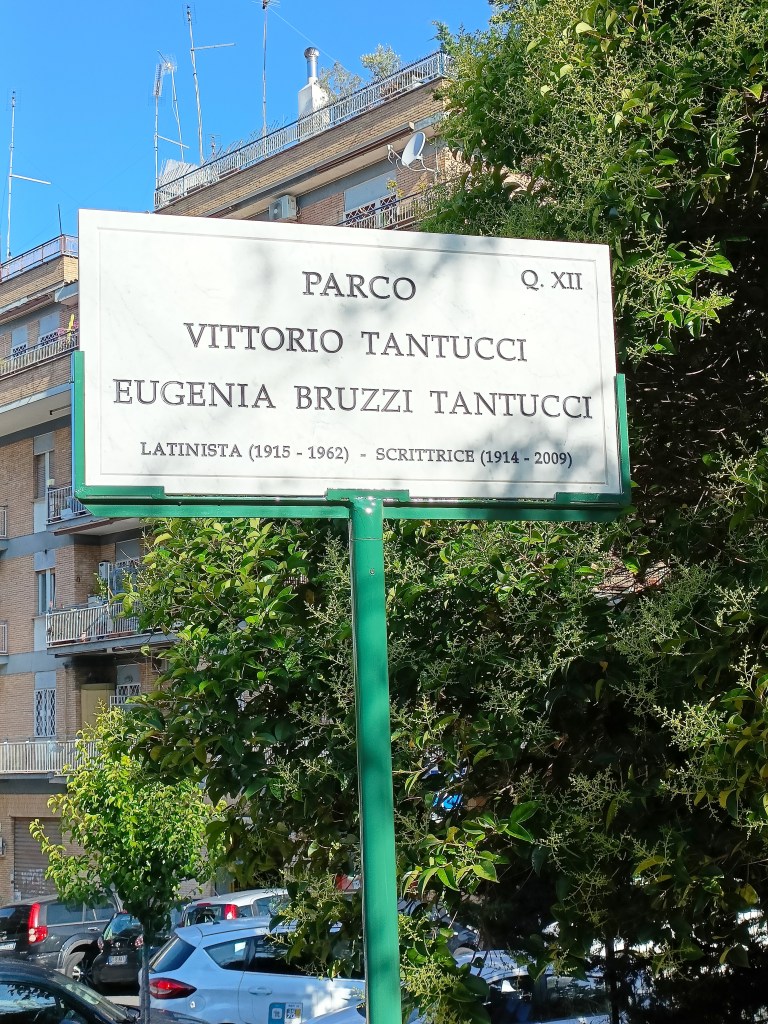 PARCO Q. XII
VITTORIO TANTUCCI
EUGENIA BRUZZI TANTUCCI
LATINISTA (1915 - 1962) - SCRITTRICE (1914 - 2009)